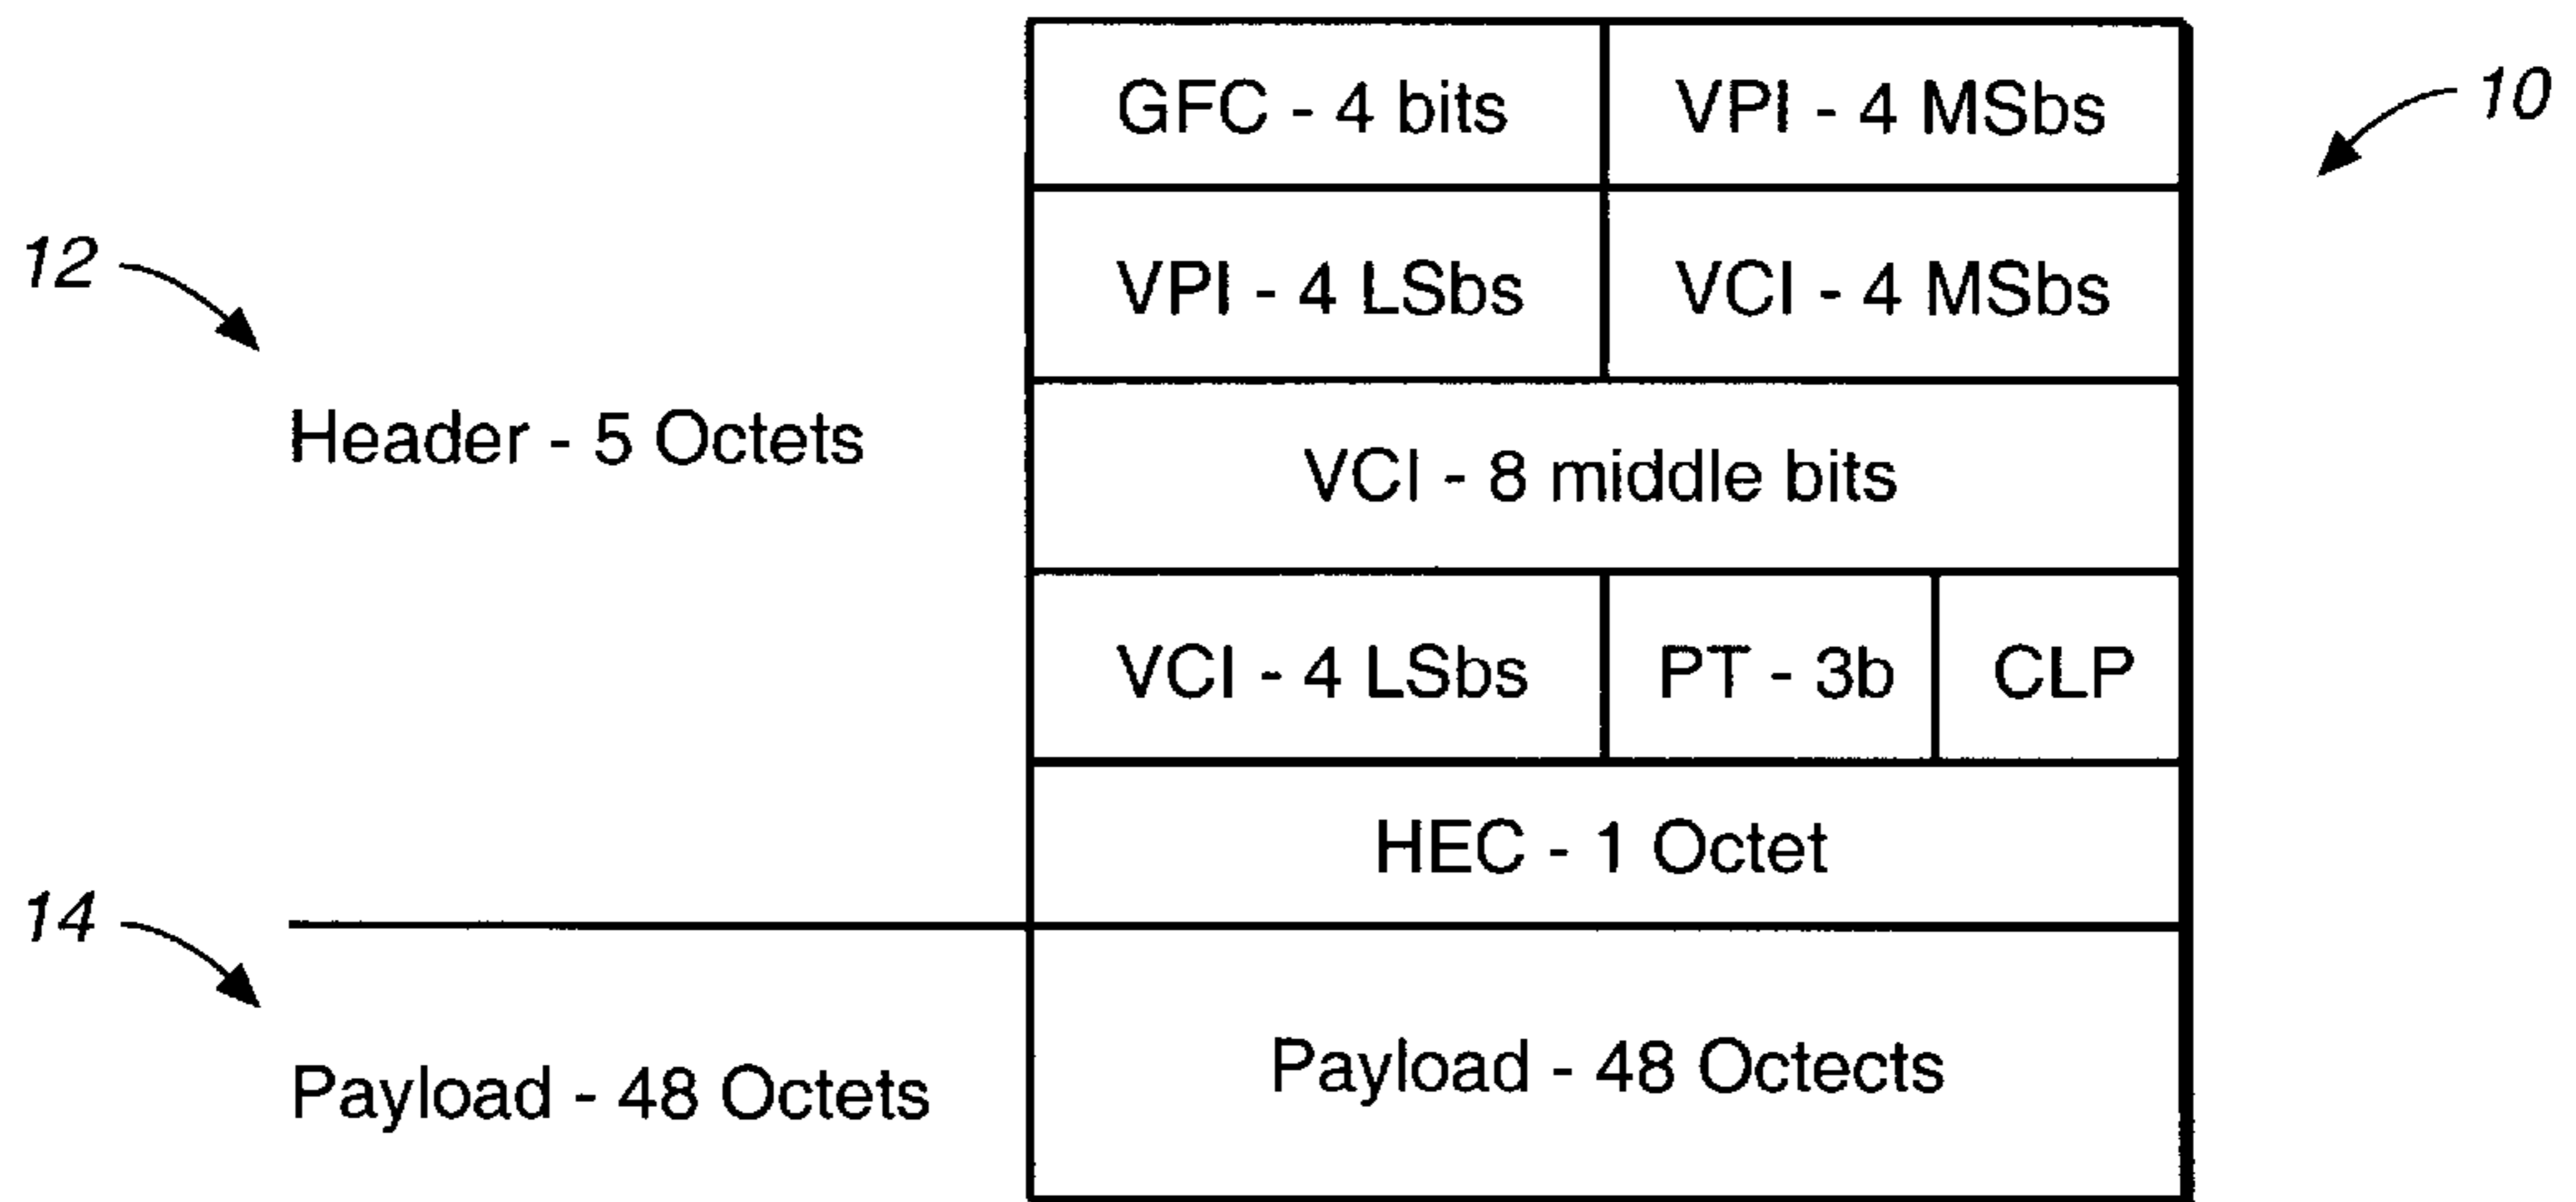 GFC - 4 bits
VPI - 4 MSbs
10
12
VPI - 4 LSbs
VCI - 4 MSbs
Header - 5 Octets
VCI - 8 middle bits
VCI - 4 LSbs
PT - 3b
CLP
HEC - 1 Octet
14
Payload - 48 Octets
Payload - 48 Octects